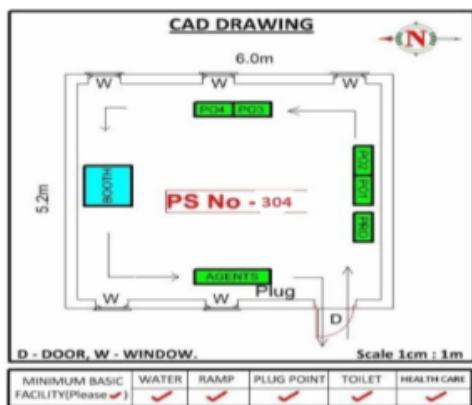 CAD DRAWING
N
6.0m
W W W
PO4 PO3
5.2m
BOOTH
PO2
PO1
PRO
PS No - 304
AGENTS
Plug
W W
D
D - DOOR, W - WINDOW. Scale 1cm : 1m
MINIMUM BASIC FACILITY(Please ✓) WATER RAMP PLUG POINT TOILET HEALTH CARE
✓ ✓ ✓ ✓ ✓